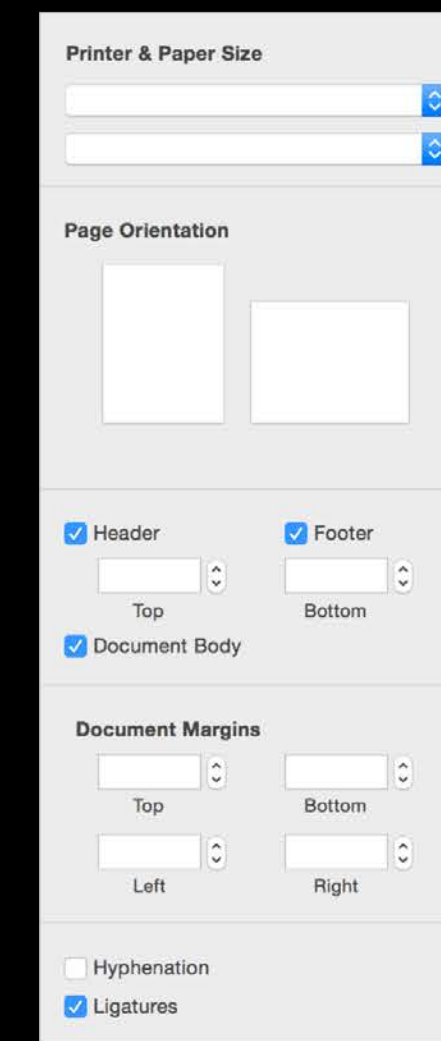 Printer & Paper Size
Page Orientation
Header Footer
Top Bottom
Document Body
Document Margins
Top Bottom
Left Right
Hyphenation
Ligatures